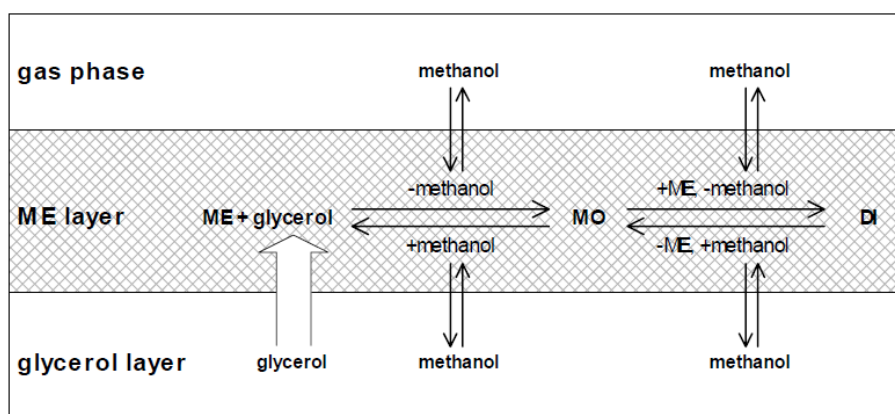 gas phase
methanol
methanol
-methanol
+ME, -methanol
ME layer
ME + glycerol
MO
DI
+methanol
-ME, +methanol
glycerol layer
glycerol
methanol
methanol